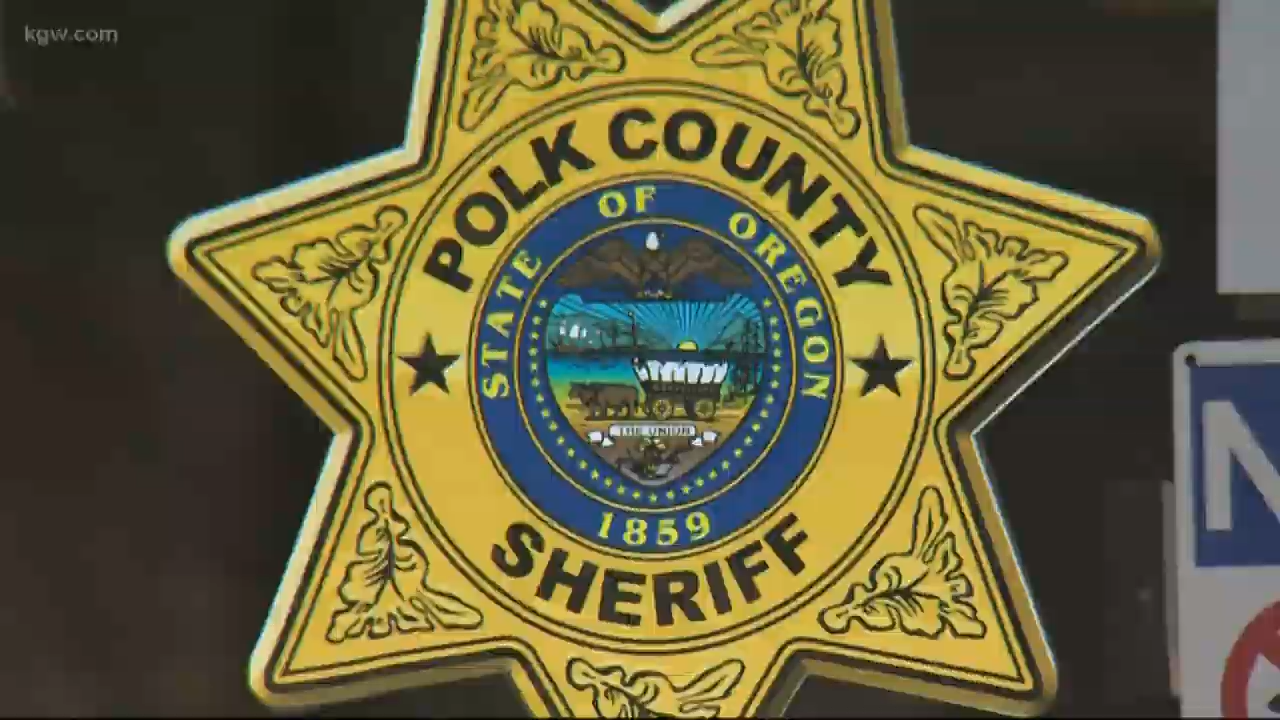 kgw.com
POLK COUNTY
STATE OF OREGON
THE UNION
1859
SHERIFF
N